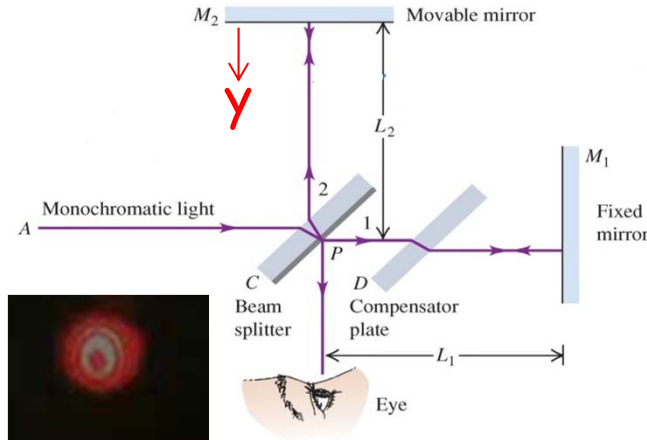 M2 Movable mirror
y
L2
M1
2
Monochromatic light
1
Fixed
mirror
A
P
C
D
Beam
splitter
Compensator
plate
L1
Eye